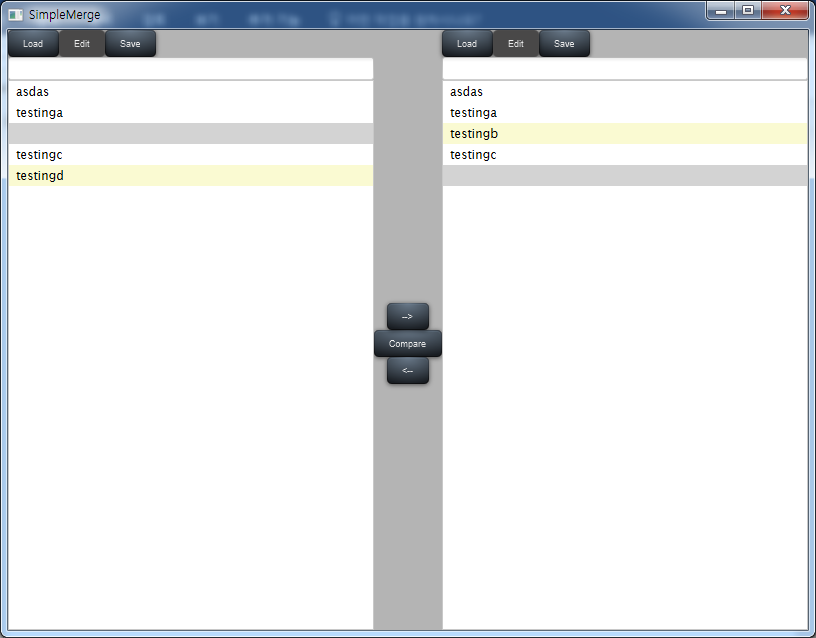 SimpleMerge
Load Edit Save
Load Edit Save
asdas
testinga
testingc
testingd
asdas
testinga
testingb
testingc
-->
Compare
<--